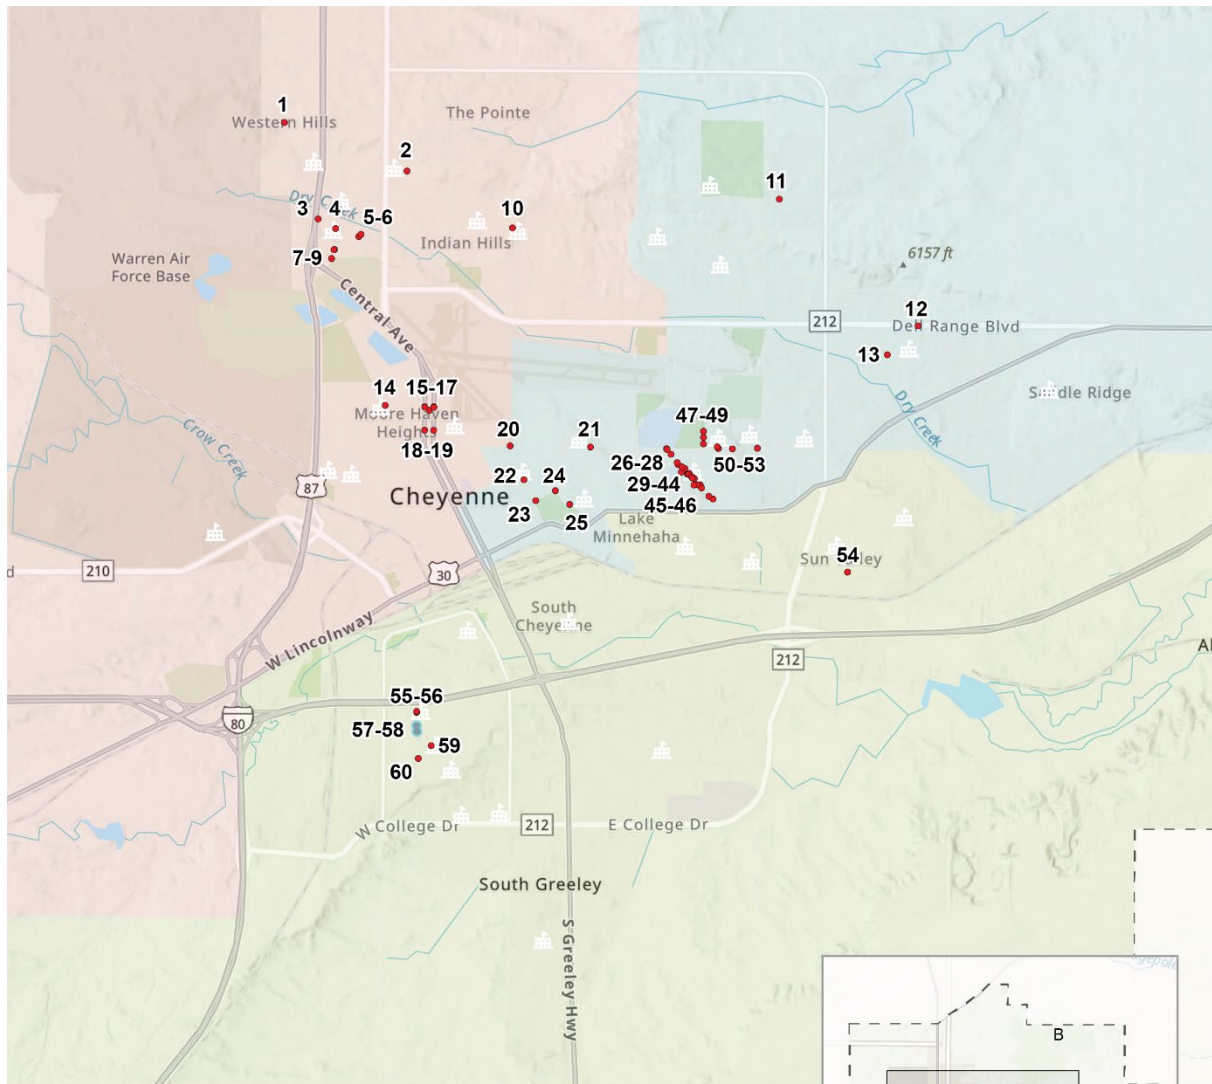 1
Western Hills
The Pointe
2
Dry Creek
3
4
5-6
10
11
Indian Hills
7-9
Warren Air
Force Base
6157 ft
Central Ave
212
12
Dell Range Blvd
13
14
15-17
Moore Haven
Heights
18-19
Saddle Ridge
Dry Creek
Crow Creek
20
21
47-49
22
24
26-28
50-53
29-44
87
Cheyenne
23
25
45-46
Lake
Minnehaha
Sun Valley
54
d
210
30
South
Cheyenne
W Lincolnway
212
55-56
80
57-58
59
60
W College Dr
212
E College Dr
South Greeley
S Greeley Hwy
B